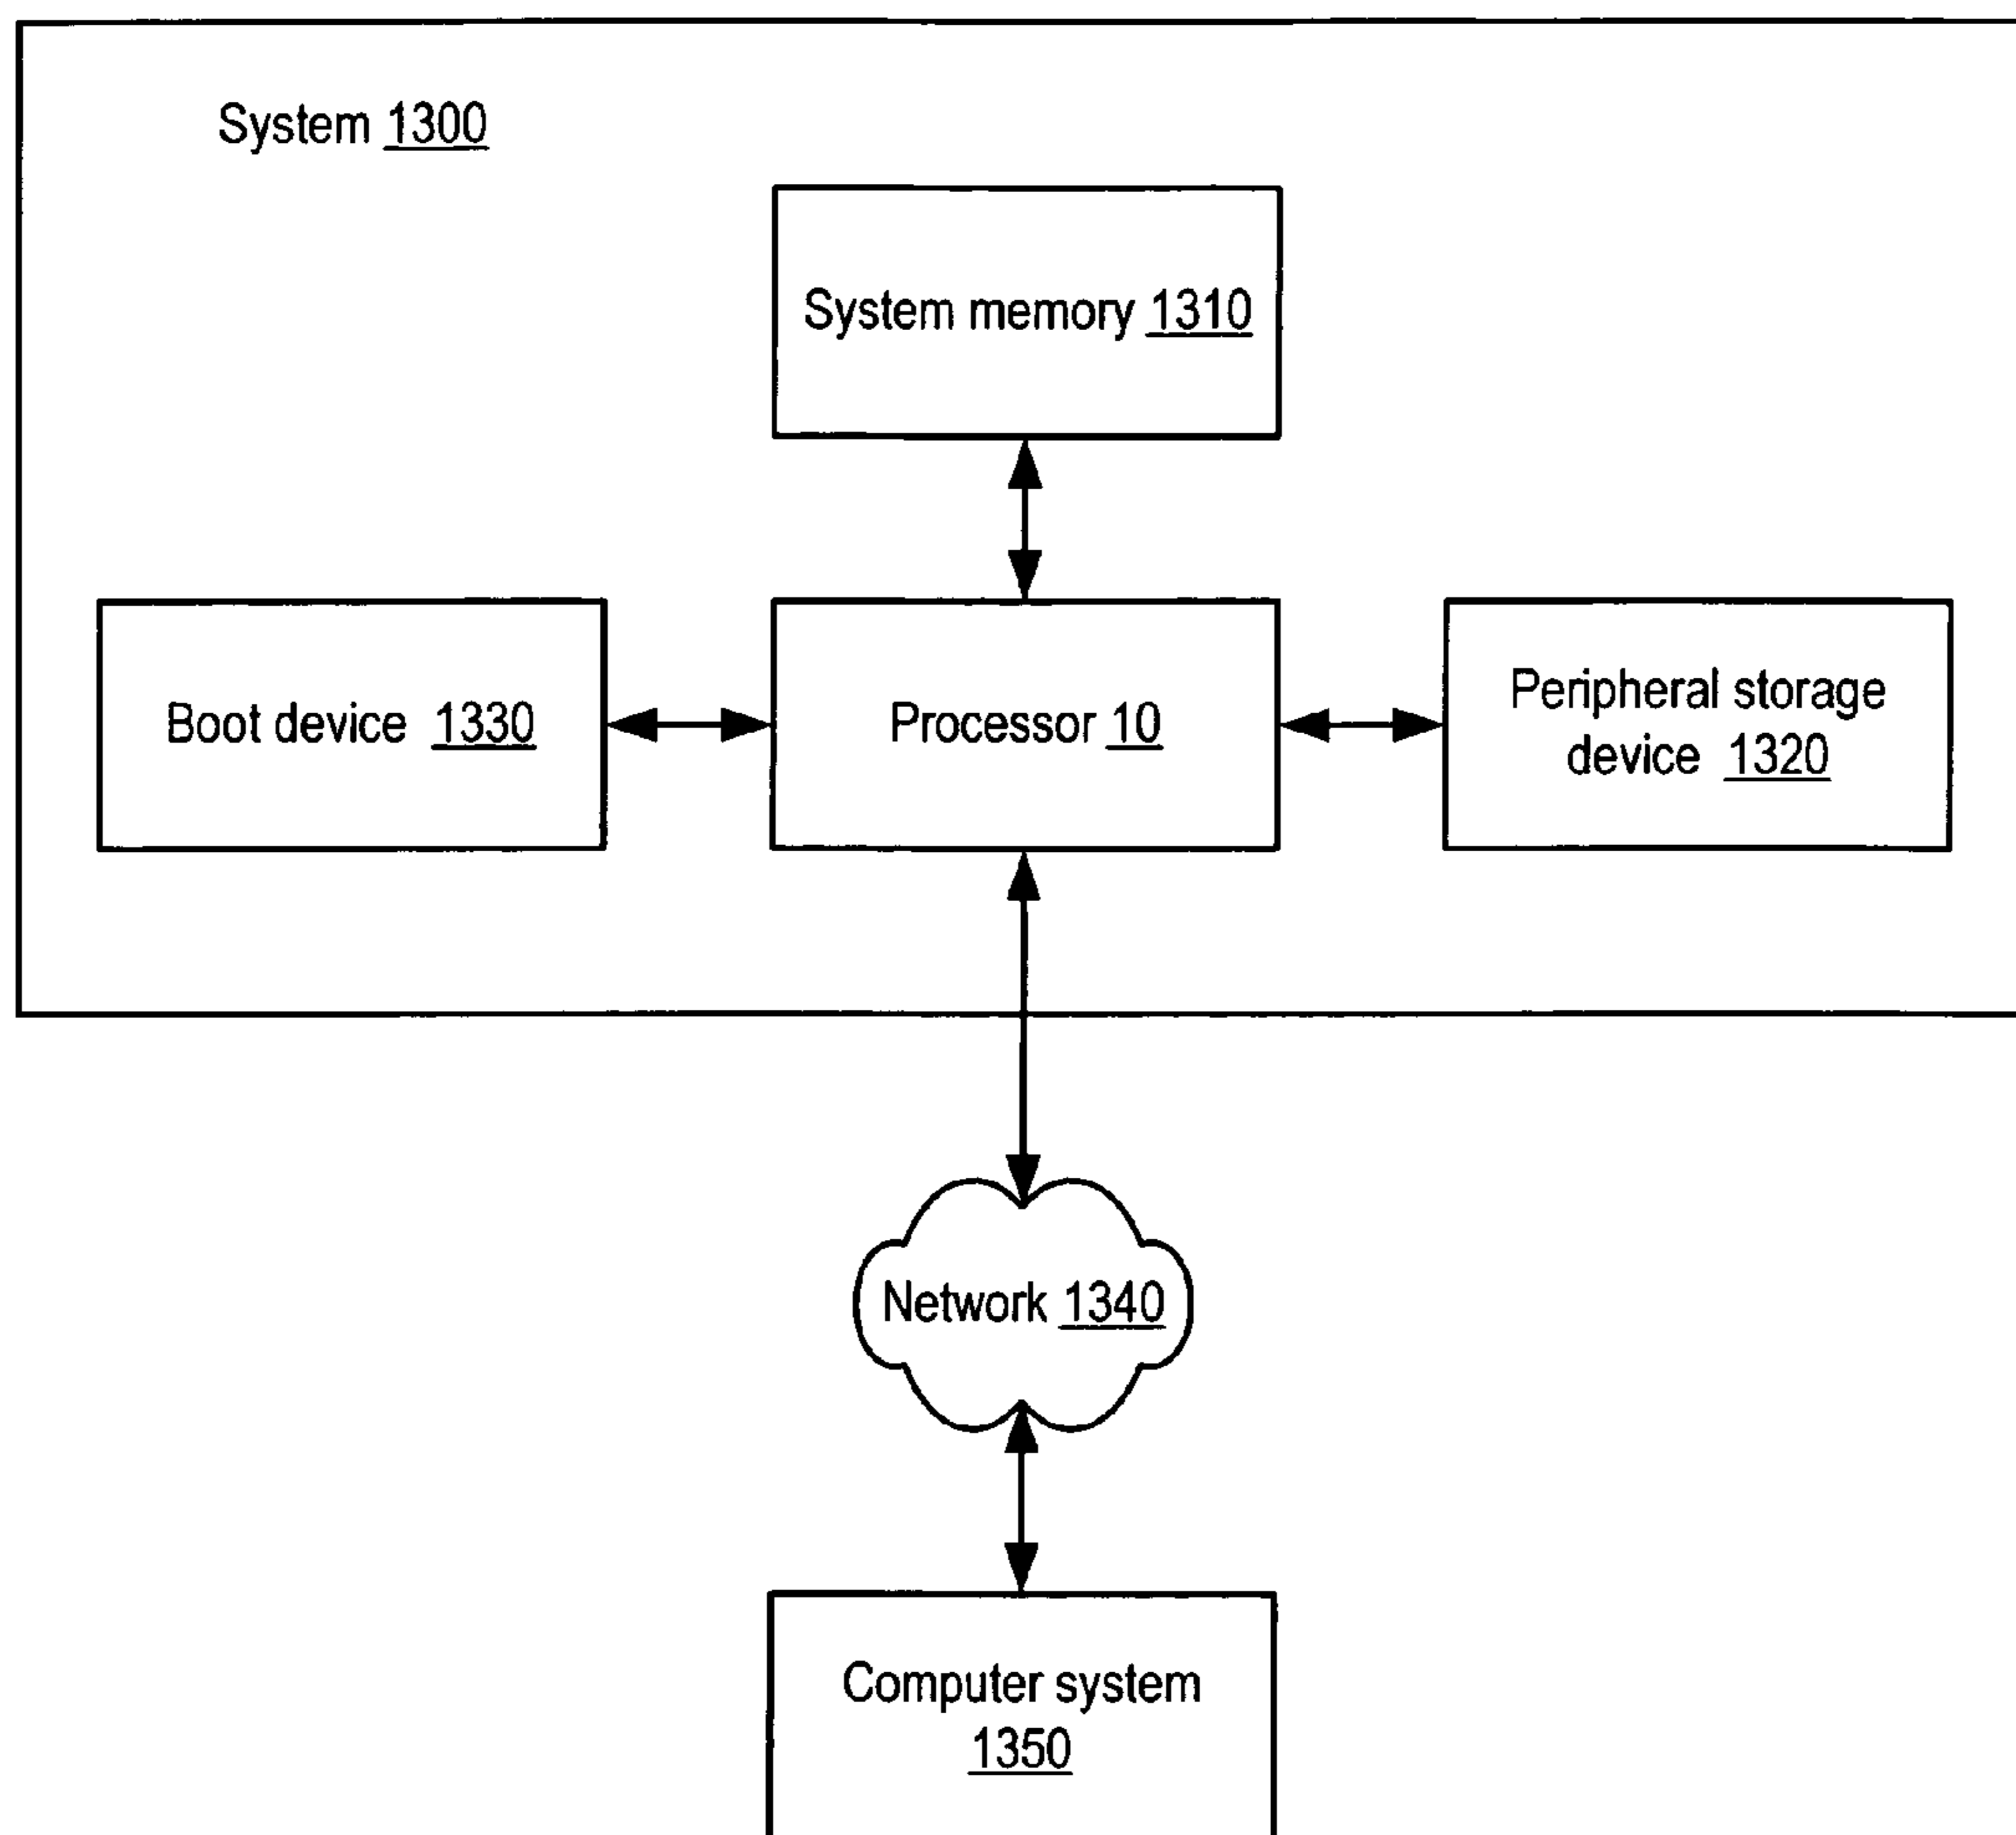 System 1300
System memory 1310
Boot device 1330
Processor 10
Peripheral storage
device 1320
Network 1340
Computer system
1350